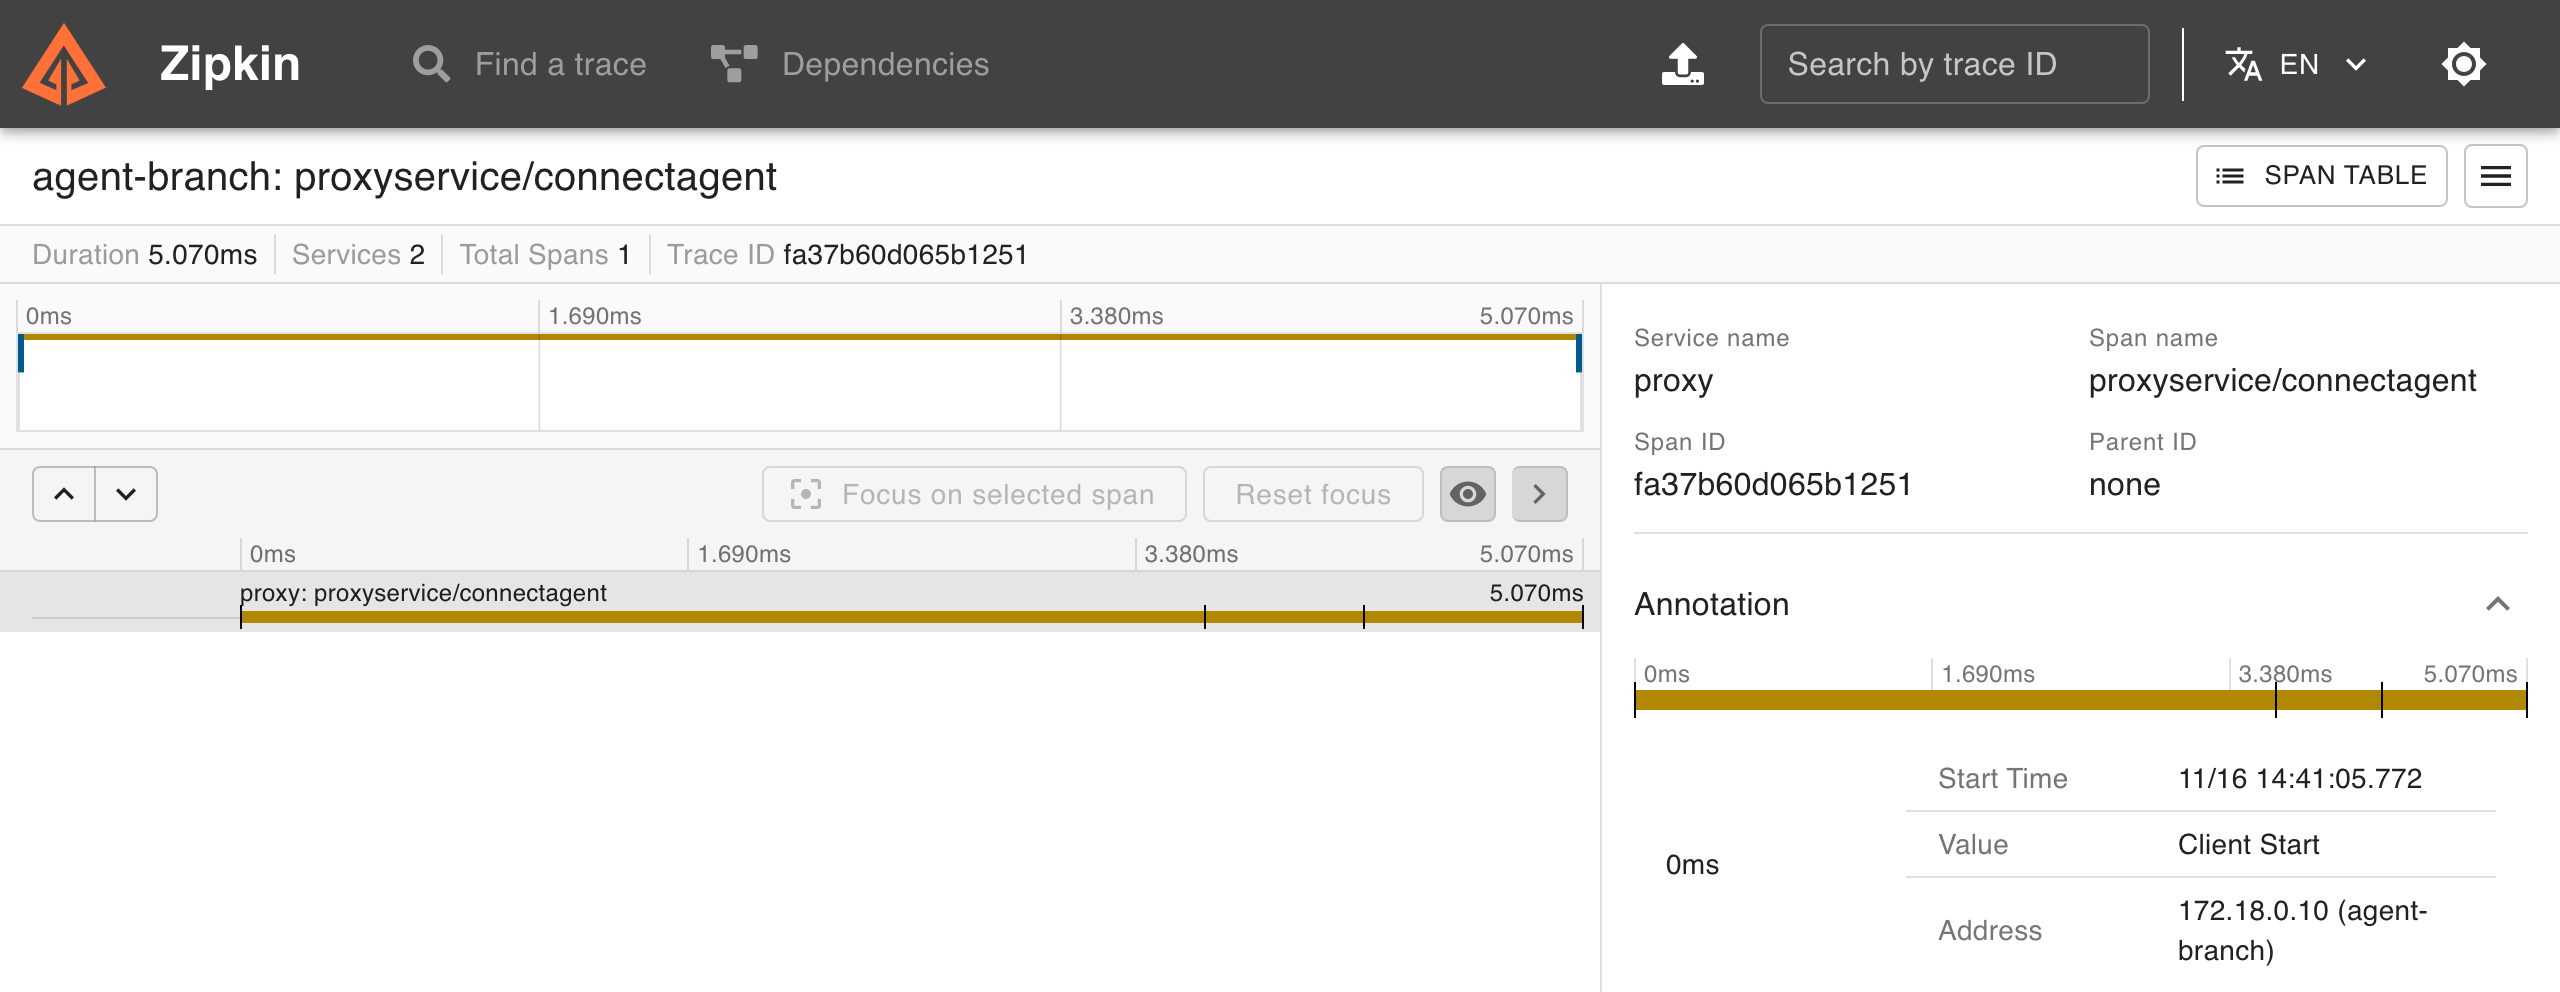 Zipkin
Find a trace
Dependencies
Search by trace ID
EN
agent-branch: proxyservice/connectagent
SPAN TABLE
Duration 5.070ms
Services 2
Total Spans 1
Trace ID fa37b60d065b1251
0ms
1.690ms
3.380ms
5.070ms
Focus on selected span
Reset focus
0ms
1.690ms
3.380ms
5.070ms
proxy: proxyservice/connectagent
5.070ms
Service name
proxy
Span name
proxyservice/connectagent
Span ID
fa37b60d065b1251
Parent ID
none
Annotation
0ms
1.690ms
3.380ms
5.070ms
0ms
Start Time
11/16 14:41:05.772
Value
Client Start
Address
172.18.0.10 (agent-
branch)